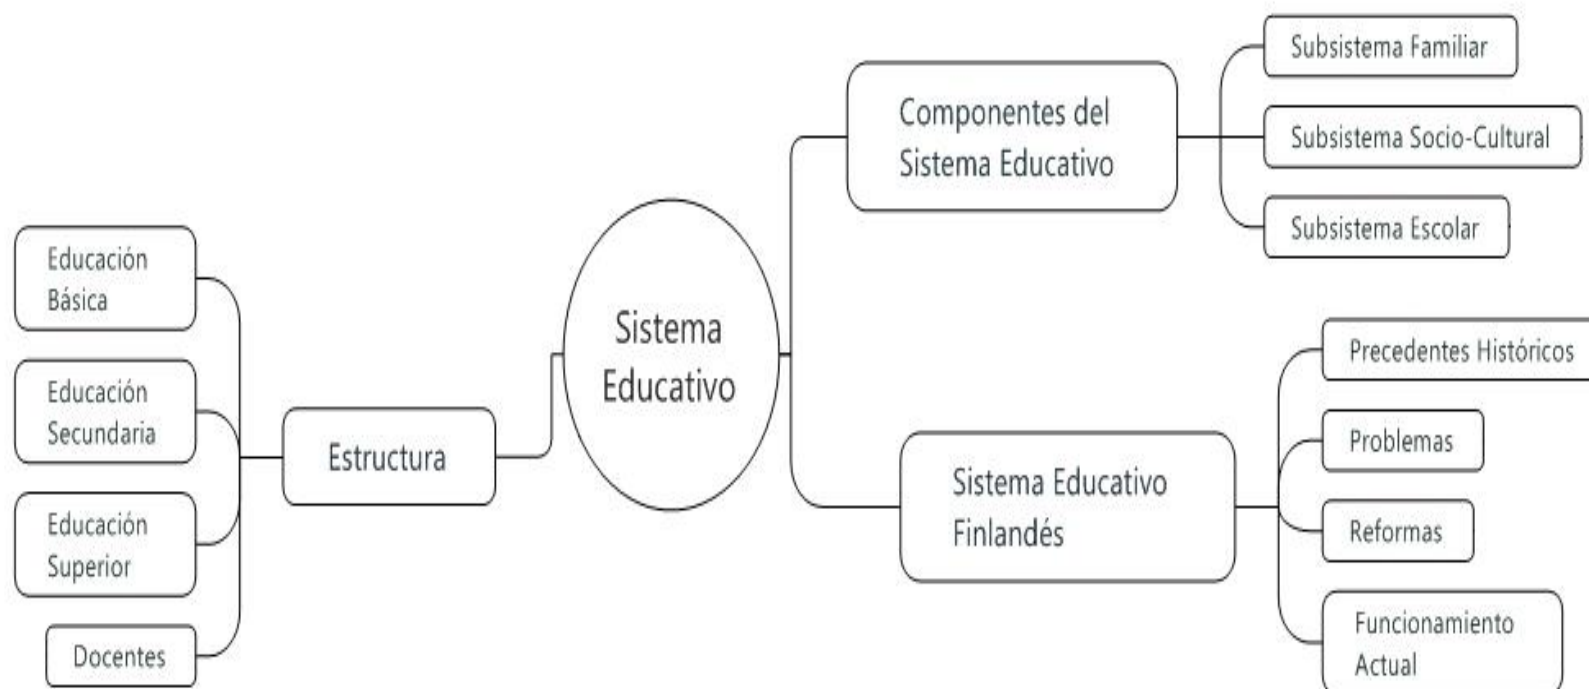 Sistema
Educativo
Componentes del
Sistema Educativo
Subsistema Familiar
Subsistema Socio-Cultural
Subsistema Escolar
Sistema Educativo
Finlandés
Precedentes Históricos
Problemas
Reformas
Funcionamiento
Actual
Estructura
Educación
Básica
Educación
Secundaria
Educación
Superior
Docentes